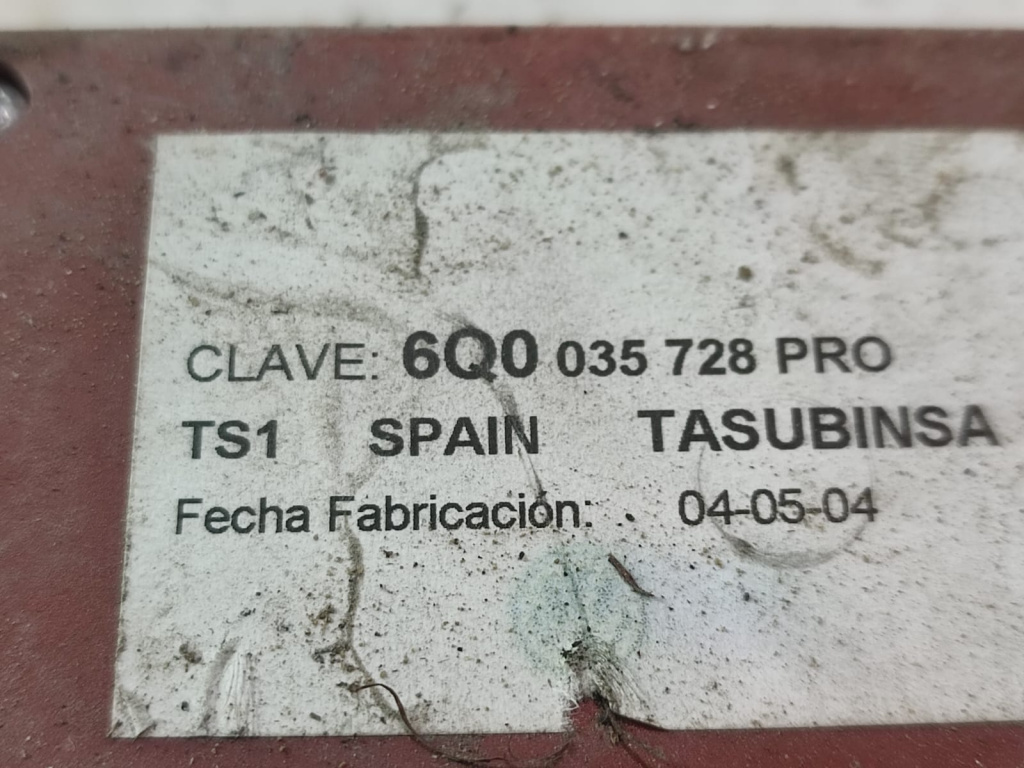 CLAVE: 6Q0 035 728 PRO
TS1 SPAIN TASUBINSA
Fecha Fabricación: 04-05-04